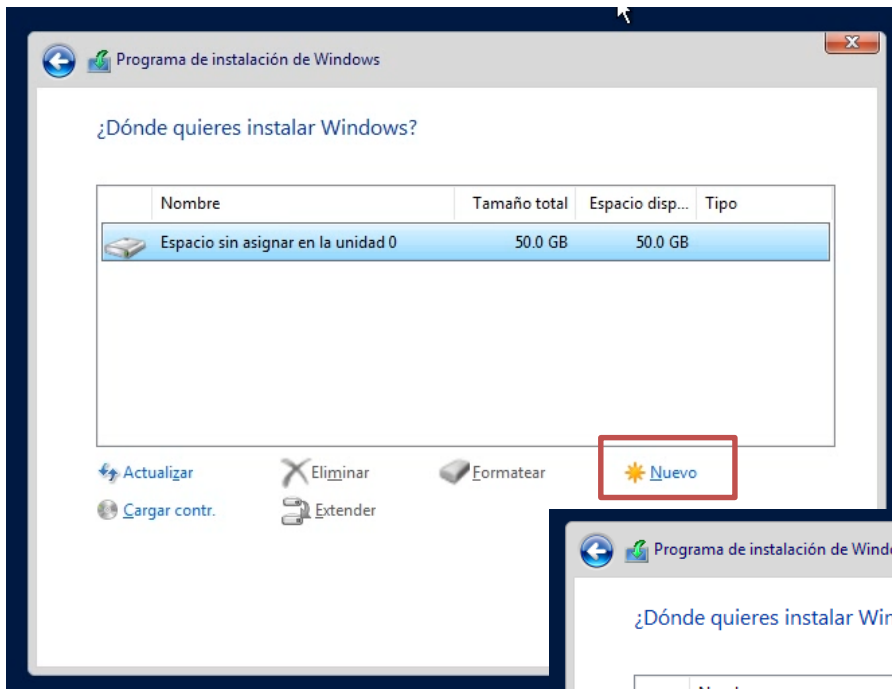 Programa de instalación de Windows
¿Dónde quieres instalar Windows?
Nombre Tamaño total Espacio disp... Tipo
Espacio sin asignar en la unidad 0 50.0 GB 50.0 GB
Actualizar Eliminar Formatear Nuevo
Cargar contr. Extender
Programa de instalación de Windo
¿Dónde quieres instalar Win